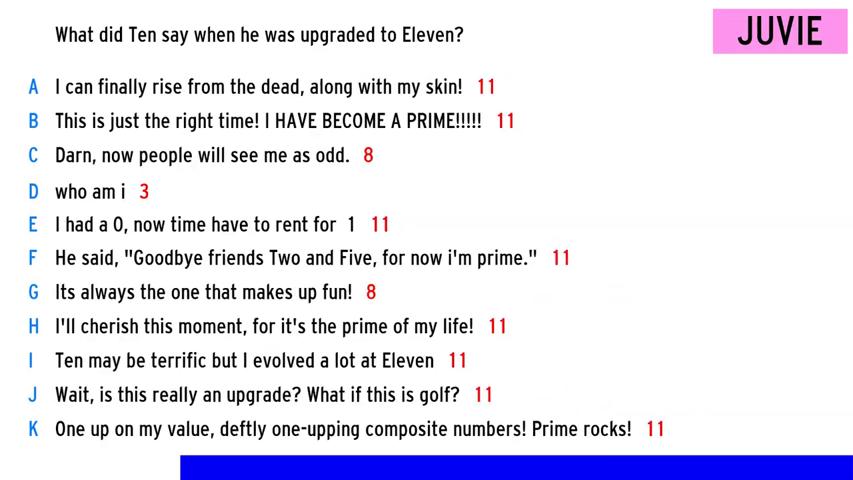 What did Ten say when he was upgraded to Eleven?
JUVIE
A I can finally rise from the dead, along with my skin! 11
B This is just the right time! I HAVE BECOME A PRIME!!!!! 11
C Darn, now people will see me as odd. 8
D who am i 3
E I had a 0, now time have to rent for 1 11
F He said, "Goodbye friends Two and Five, for now i'm prime." 11
G Its always the one that makes up fun! 8
H I'll cherish this moment, for it's the prime of my life! 11
I Ten may be terrific but I evolved a lot at Eleven 11
J Wait, is this really an upgrade? What if this is golf? 11
K One up on my value, deftly one-upping composite numbers! Prime rocks! 11